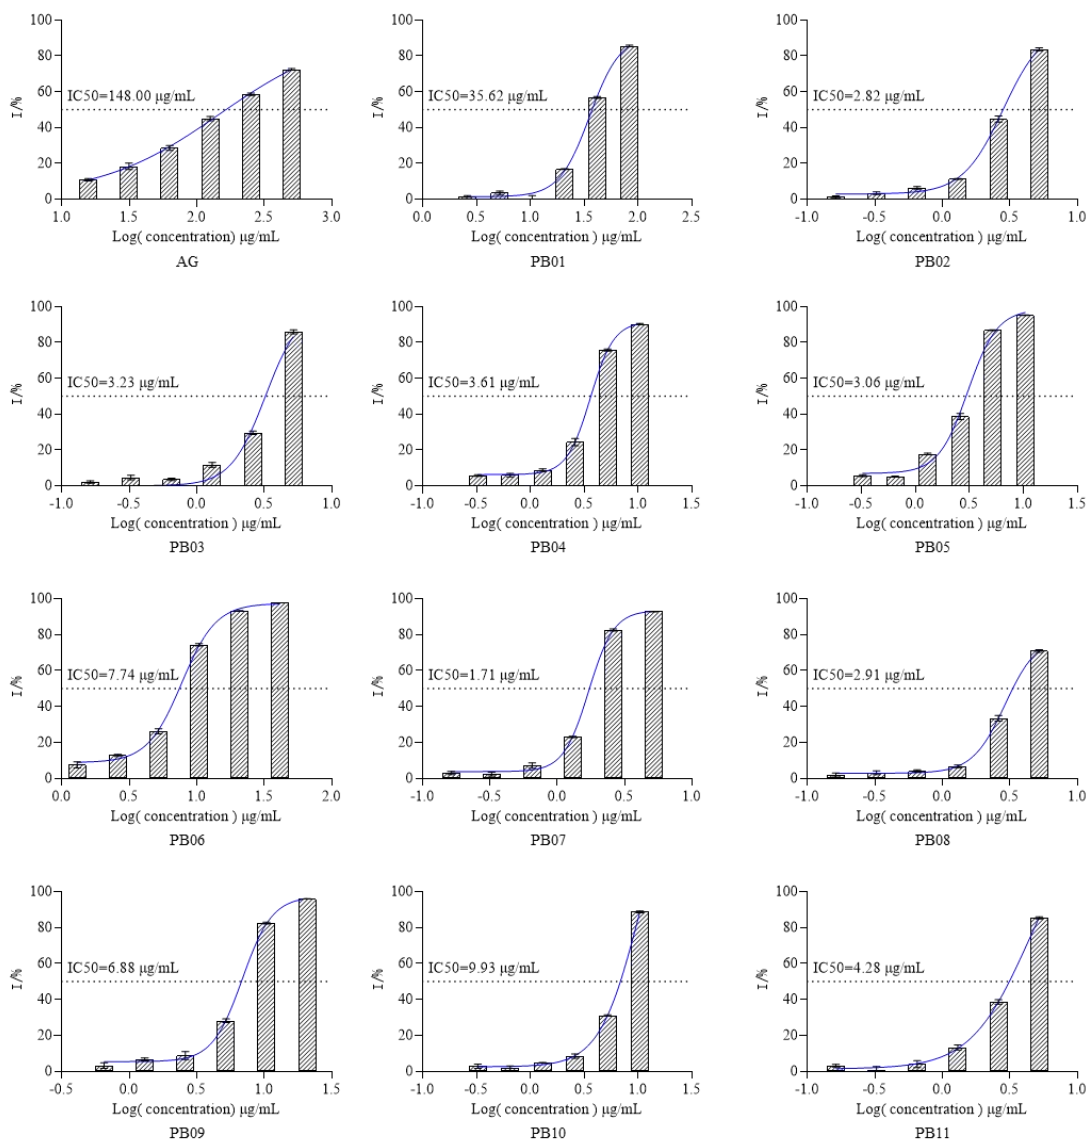 I/%
100
80
60
IC50=148.00 μg/mL
40
20
0
1.0 1.5 2.0 2.5 3.0
Log( concentration) μg/mL
AG
I/%
100
80
60
IC50=35.62 μg/mL
40
20
0
0.0 0.5 1.0 1.5 2.0 2.5
Log( concentration ) μg/mL
PB01
I/%
100
80
60
IC50=2.82 μg/mL
40
20
0
-1.0 -0.5 0.0 0.5 1.0
Log( concentration ) μg/mL
PB02
I/%
100
80
60
IC50=3.23 μg/mL
40
20
0
-1.0 -0.5 0.0 0.5 1.0
Log( concentration ) μg/mL
PB03
I/%
100
80
60
IC50=3.61 μg/mL
40
20
0
-1.0 -0.5 0.0 0.5 1.0 1.5
Log( concentration ) μg/mL
PB04
I/%
100
80
60
IC50=3.06 μg/mL
40
20
0
-1.0 -0.5 0.0 0.5 1.0 1.5
Log( concentration ) μg/mL
PB05
I/%
100
80
60
IC50=7.74 μg/mL
40
20
0
0.0 0.5 1.0 1.5 2.0
Log( concentration ) μg/mL
PB06
I/%
100
80
60
IC50=1.71 μg/mL
40
20
0
-1.0 -0.5 0.0 0.5 1.0
Log( concentration ) μg/mL
PB07
I/%
100
80
60
IC50=2.91 μg/mL
40
20
0
-1.0 -0.5 0.0 0.5 1.0
Log( concentration ) μg/mL
PB08
I/%
100
80
60
IC50=6.88 μg/mL
40
20
0
-0.5 0.0 0.5 1.0 1.5
Log( concentration ) μg/mL
PB09
I/%
100
80
60
IC50=9.93 μg/mL
40
20
0
-1.0 -0.5 0.0 0.5 1.0 1.5
Log( concentration ) μg/mL
PB10
I/%
100
80
60
IC50=4.28 μg/mL
40
20
0
-1.0 -0.5 0.0 0.5 1.0
Log( concentration ) μg/mL
PB11